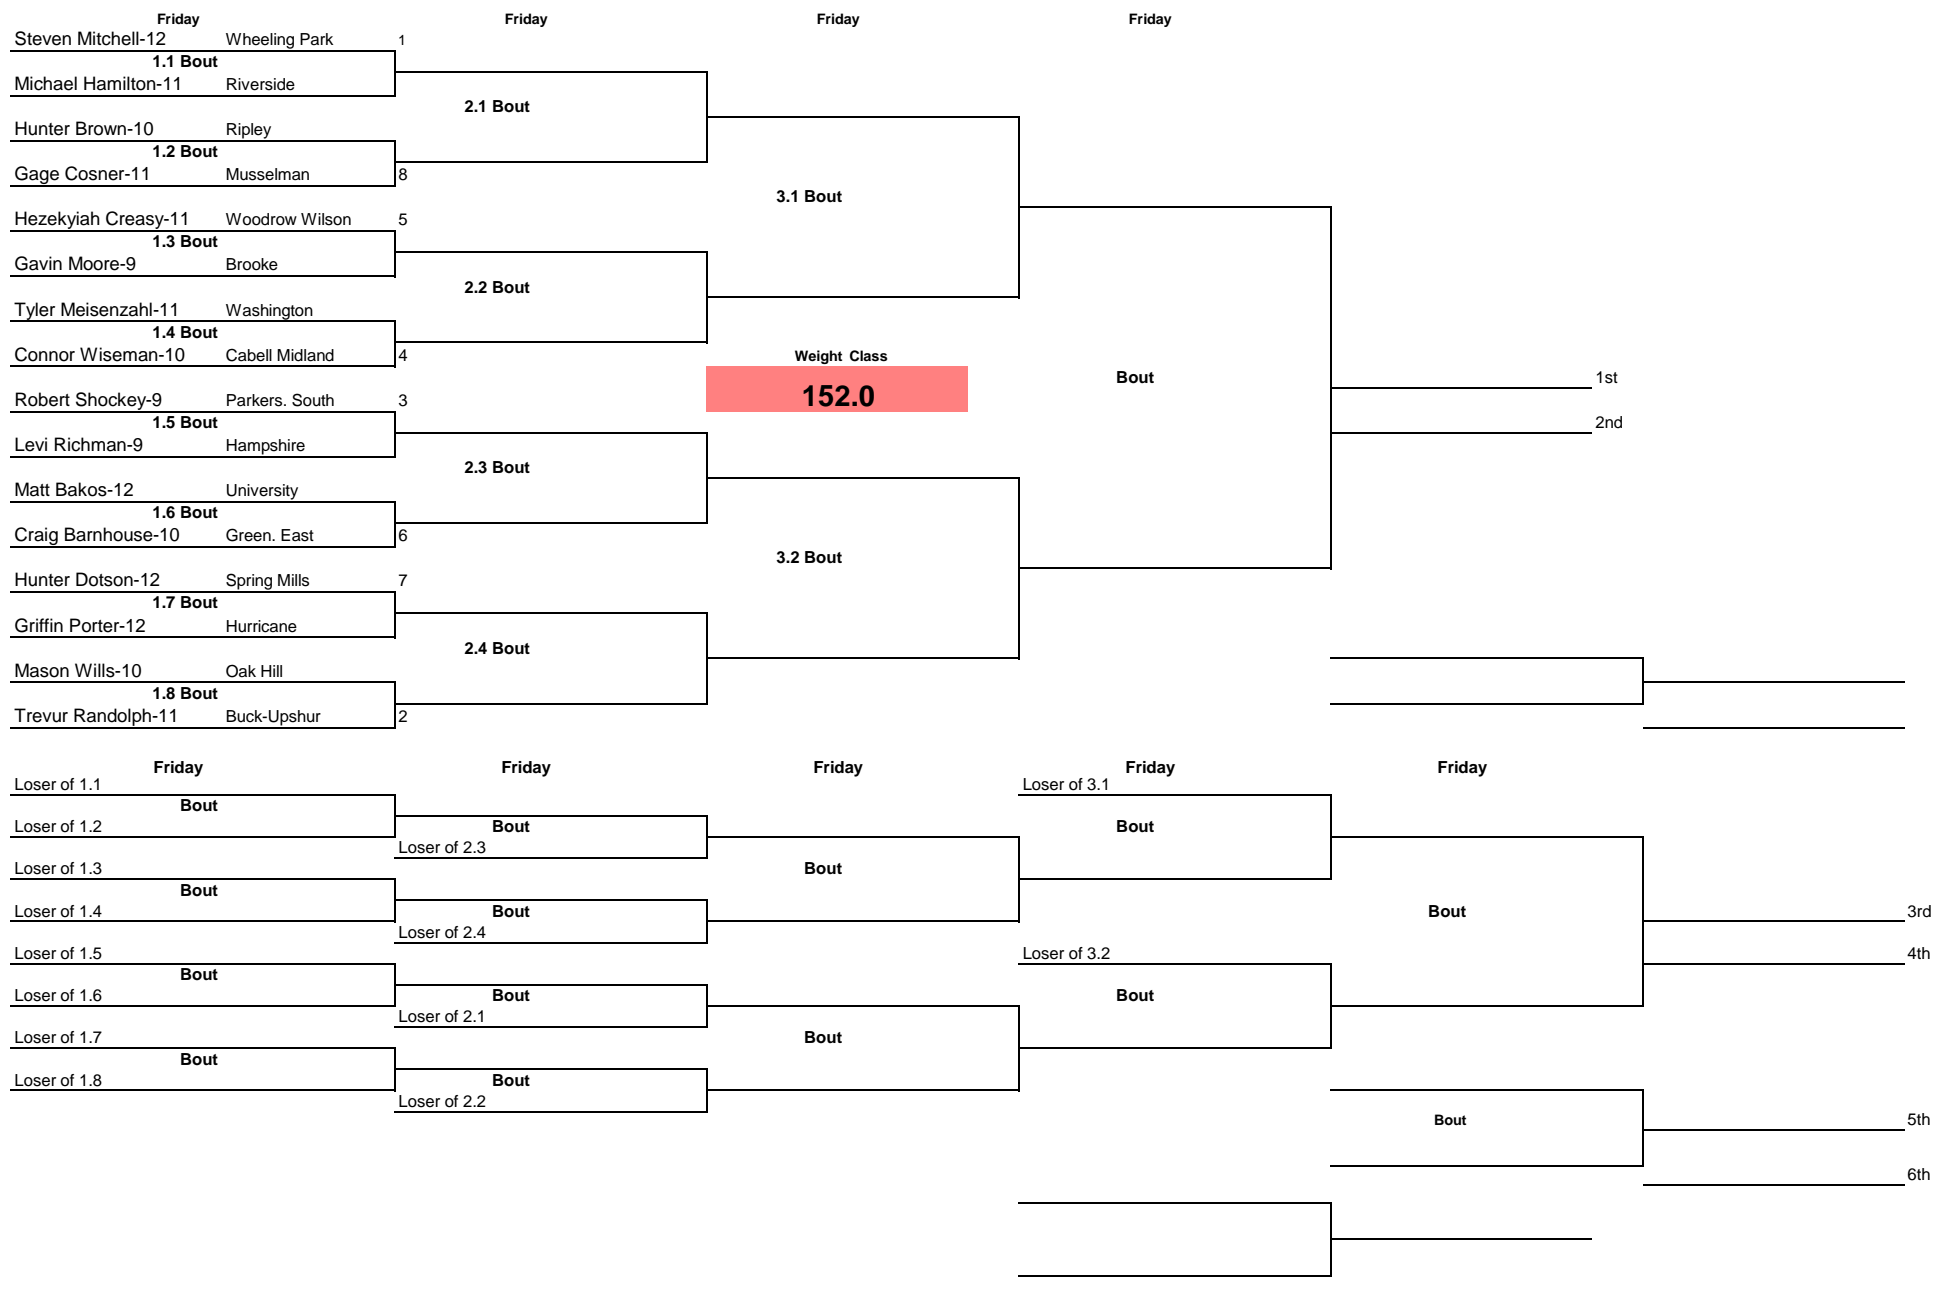 Friday Friday Friday Friday
Steven Mitchell-12 Wheeling Park 1
1.1 Bout
Michael Hamilton-11 Riverside
2.1 Bout
Hunter Brown-10 Ripley
1.2 Bout
Gage Cosner-11 Musselman 8
3.1 Bout
Hezekyiah Creasy-11 Woodrow Wilson 5
1.3 Bout
Gavin Moore-9 Brooke
2.2 Bout
Tyler Meisenzahl-11 Washington
1.4 Bout
Connor Wiseman-10 Cabell Midland 4
Weight Class
Bout
1st
152.0
Robert Shockey-9 Parkers. South 3
1.5 Bout
2nd
Levi Richman-9 Hampshire
2.3 Bout
Matt Bakos-12 University
1.6 Bout
Craig Barnhouse-10 Green. East 6
3.2 Bout
Hunter Dotson-12 Spring Mills 7
1.7 Bout
Griffin Porter-12 Hurricane
2.4 Bout
Mason Wills-10 Oak Hill
1.8 Bout
Trevur Randolph-11 Buck-Upshur 2
Friday Friday Friday Friday Friday
Loser of 1.1 Loser of 3.1
Bout
Loser of 1.2 Bout Bout
Loser of 2.3
Loser of 1.3 Bout
Bout
Loser of 1.4 Bout Bout 3rd
Loser of 2.4
Loser of 1.5 Loser of 3.2 4th
Bout
Loser of 1.6 Bout Bout
Loser of 2.1
Loser of 1.7 Bout
Bout
Loser of 1.8 Bout
Loser of 2.2
Bout 5th
6th